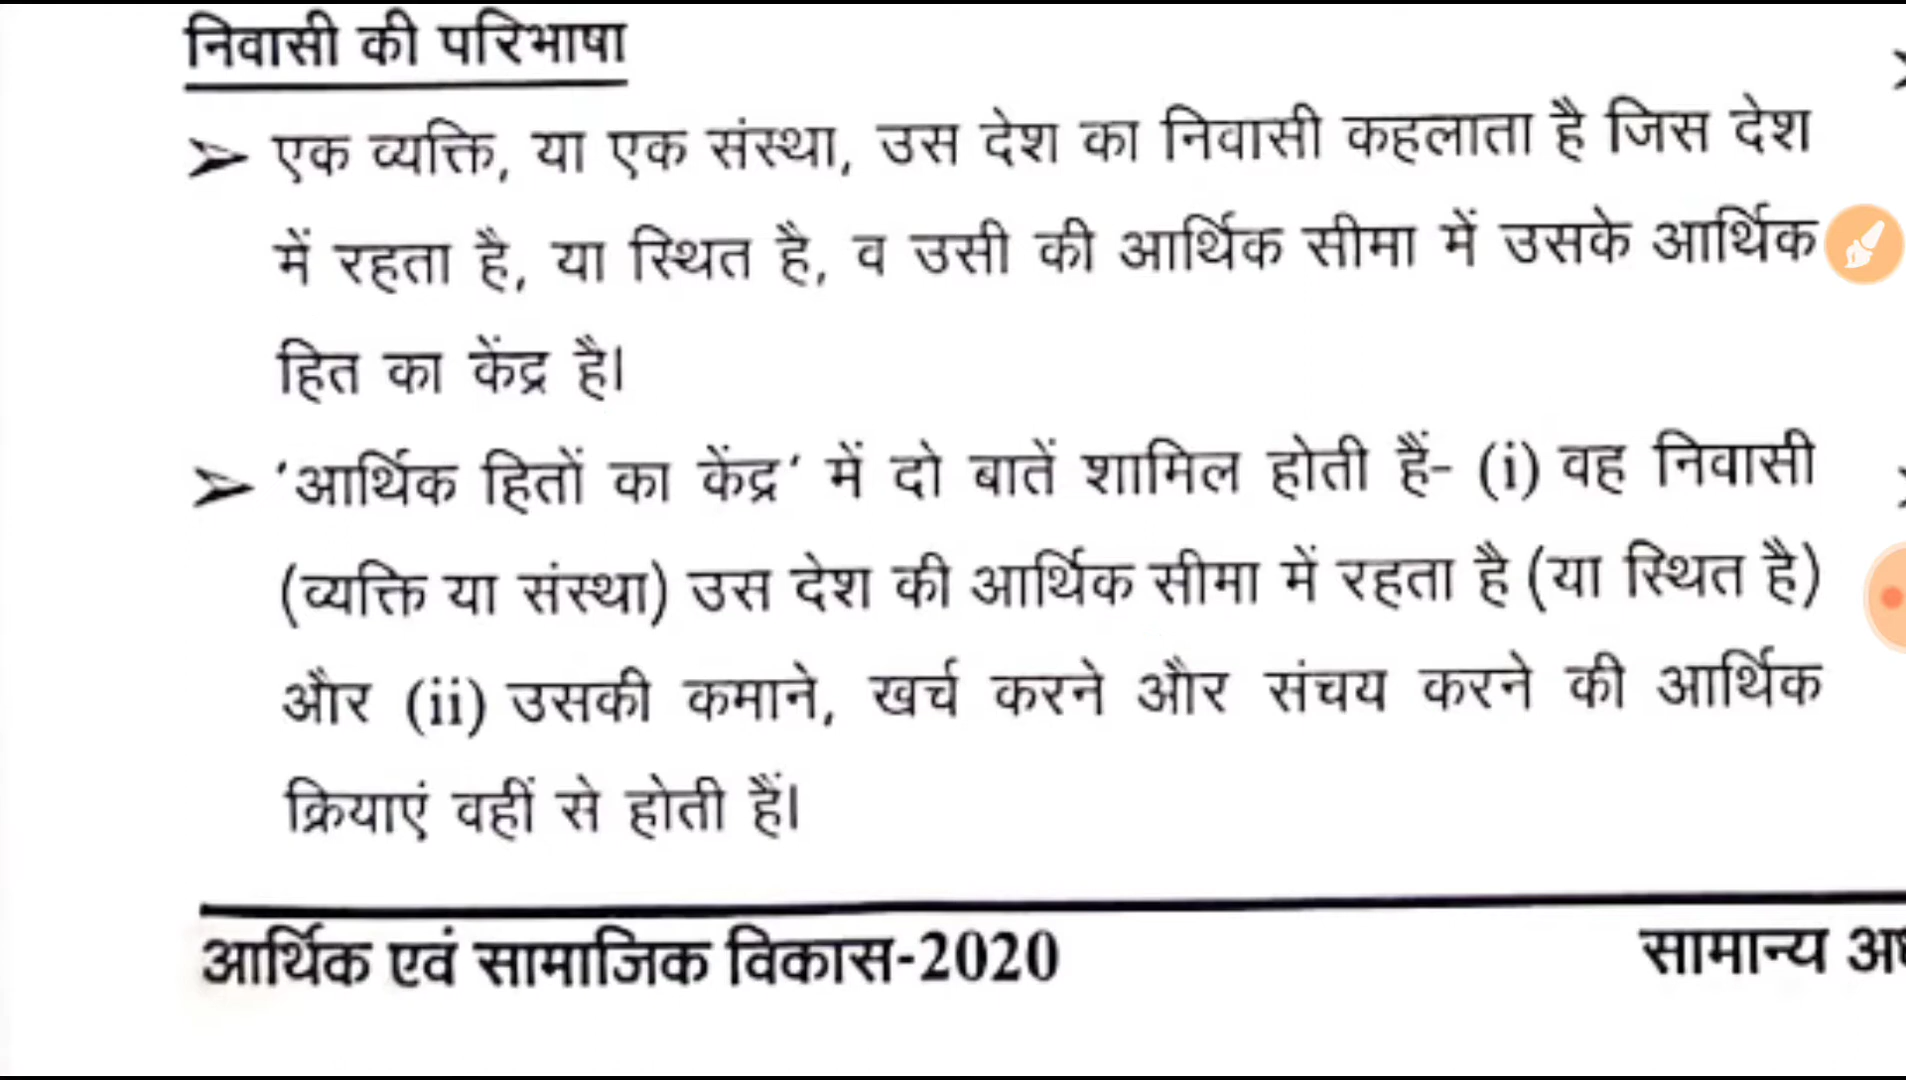 निवासी की परिभाषा
➢ एक व्यक्ति, या एक संस्था, उस देश का निवासी कहलाता है जिस देश
में रहता है, या स्थित है, व उसी की आर्थिक सीमा में उसके आर्थिक
हित का केंद्र है।
➢ ‘आर्थिक हितों का केंद्र’ में दो बातें शामिल होती हैं- (i) वह निवासी
(व्यक्ति या संस्था) उस देश की आर्थिक सीमा में रहता है (या स्थित है)
और (ii) उसकी कमाने, खर्च करने और संचय करने की आर्थिक
क्रियाएं वहीं से होती हैं।
आर्थिक एवं सामाजिक विकास-2020
सामान्य